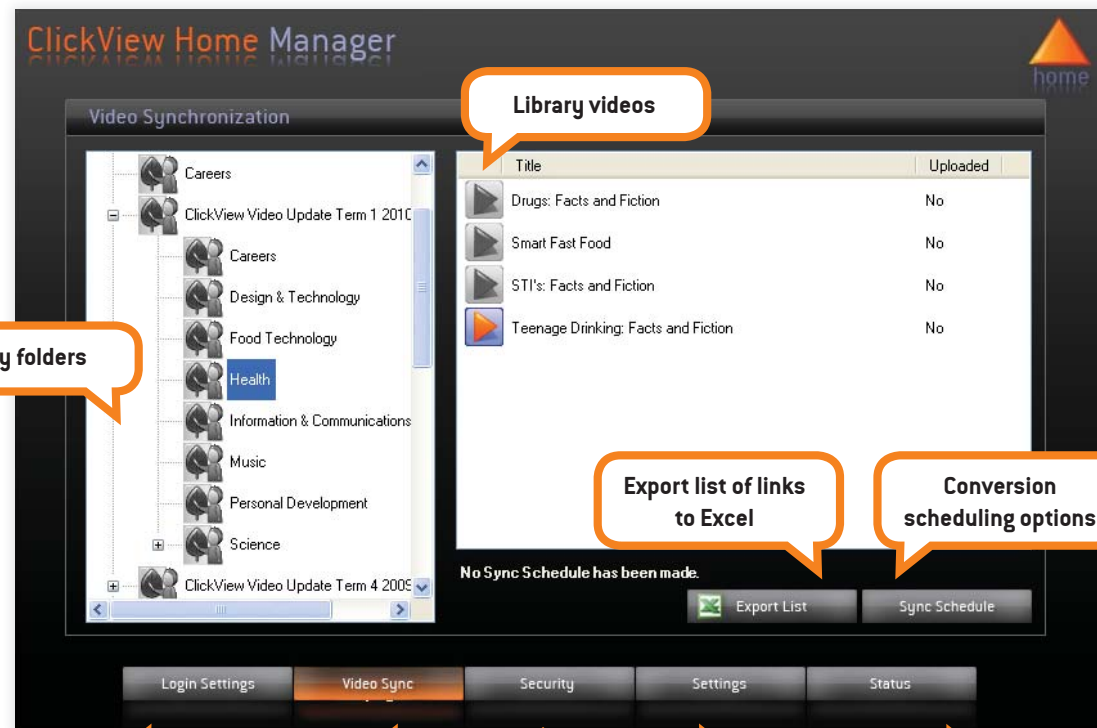 ClickView Home Manager
home
Library videos
Video Synchronization
Careers
ClickView Video Update Term 1 2010
Careers
Design & Technology
Food Technology
Health
Information & Communications
Music
Personal Development
Science
ClickView Video Update Term 4 2009
y folders
Title Uploaded
Drugs: Facts and Fiction No
Smart Fast Food No
STI's: Facts and Fiction No
Teenage Drinking: Facts and Fiction No
Export list of links
to Excel
Conversion
scheduling options
No Sync Schedule has been made.
Export List Sync Schedule
Login Settings Video Sync Security Settings Status